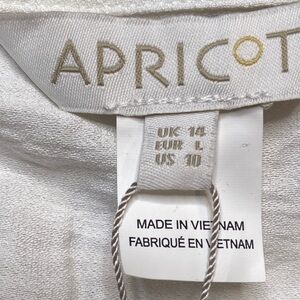 APRICOT
UK 14
EUR L
US 10
MADE IN VIETNAM
FABRIQUÉ EN VIETNAM